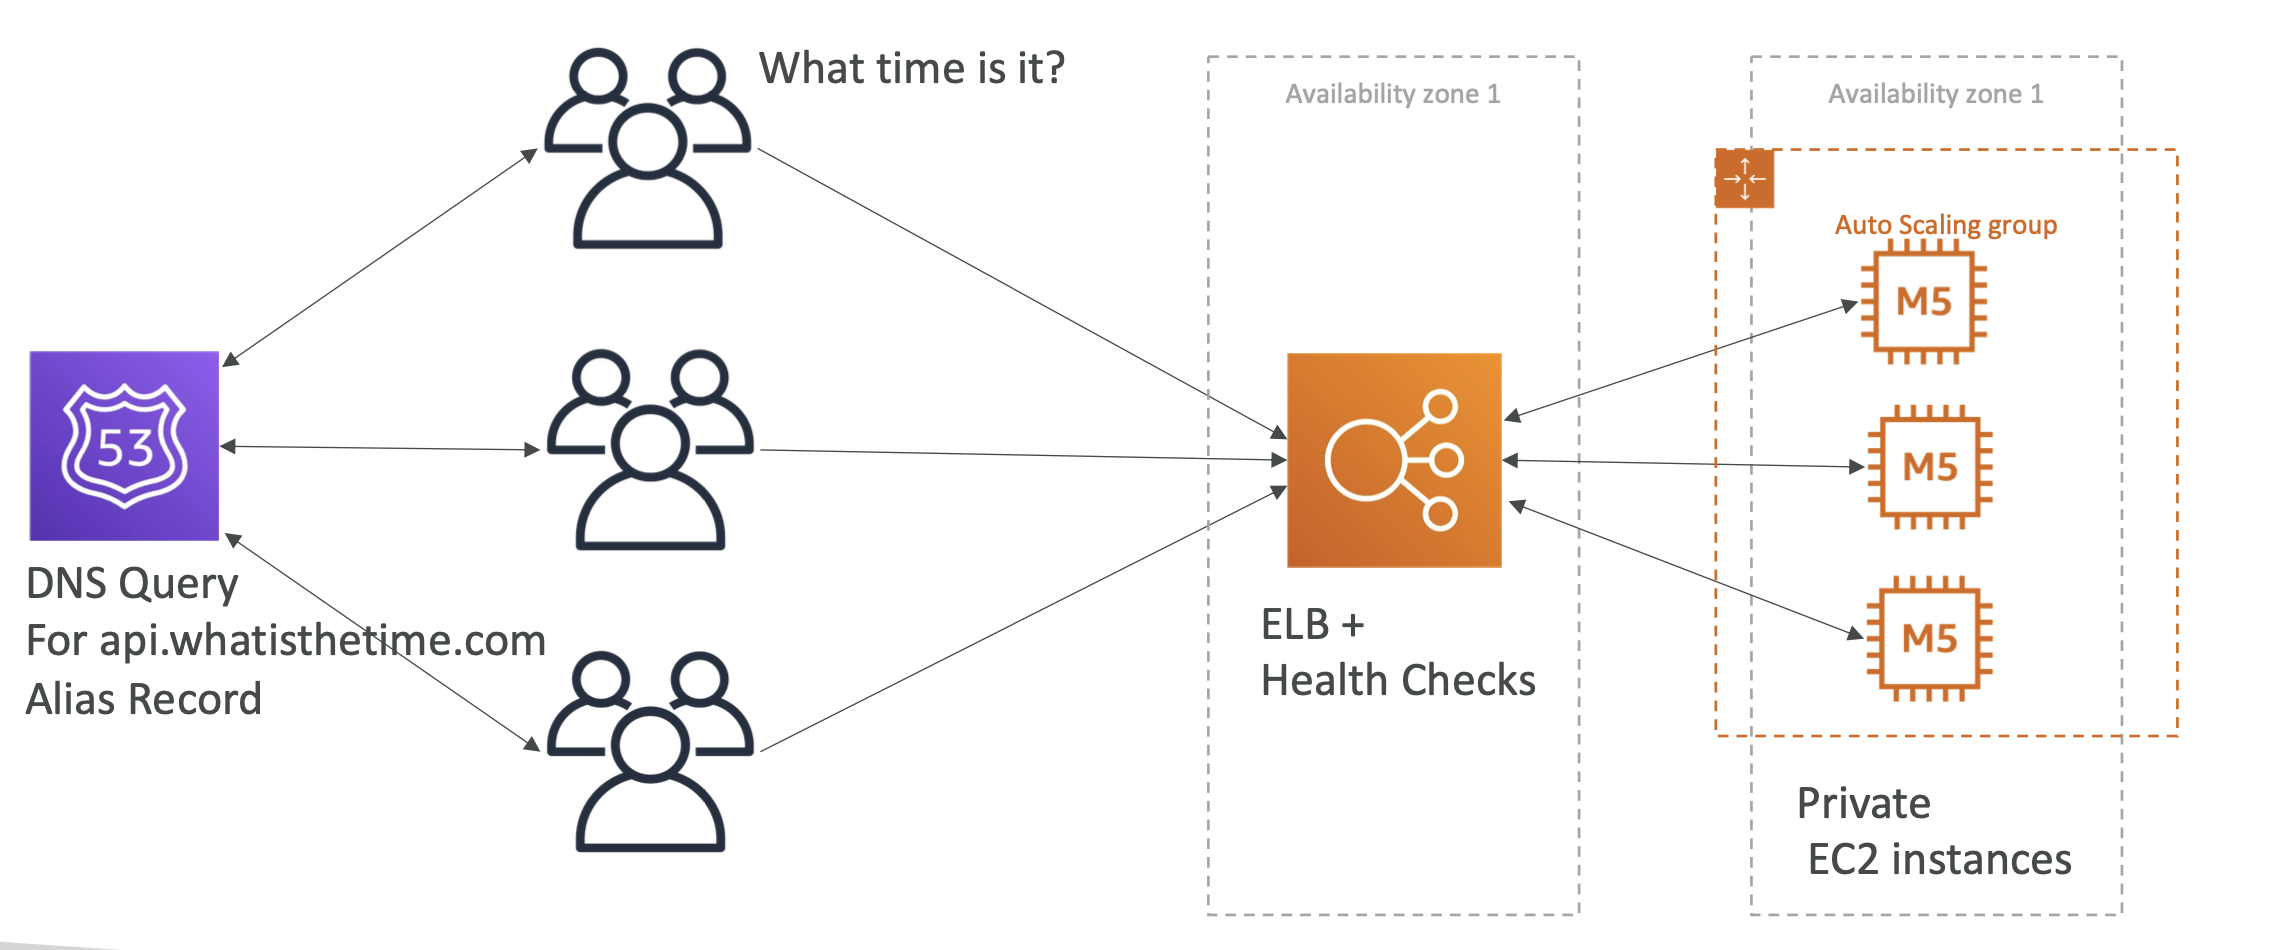 What time is it?
Availability zone 1
Availability zone 1
Auto Scaling group
M5
M5
M5
53
DNS Query
For api.whatisthetime.com
Alias Record
ELB +
Health Checks
Private
EC2 instances